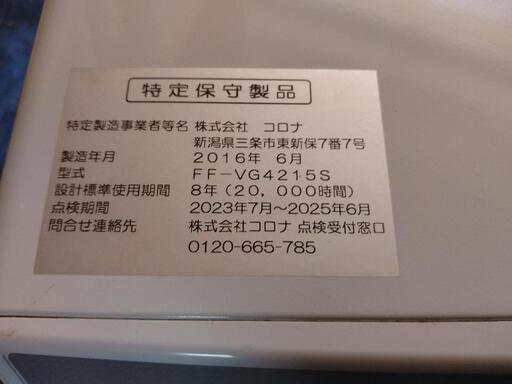 特定保守製品
特定製造事業者等名 株式会社 コロナ
新潟県三条市東新保7番7号
製造年月 2016年 6月
型式 FF-VG4215S
設計標準使用期間 8年(20,000時間)
点検期間 2023年7月~2025年6月
問合せ連絡先 株式会社コロナ 点検受付窓口
0120-665-785